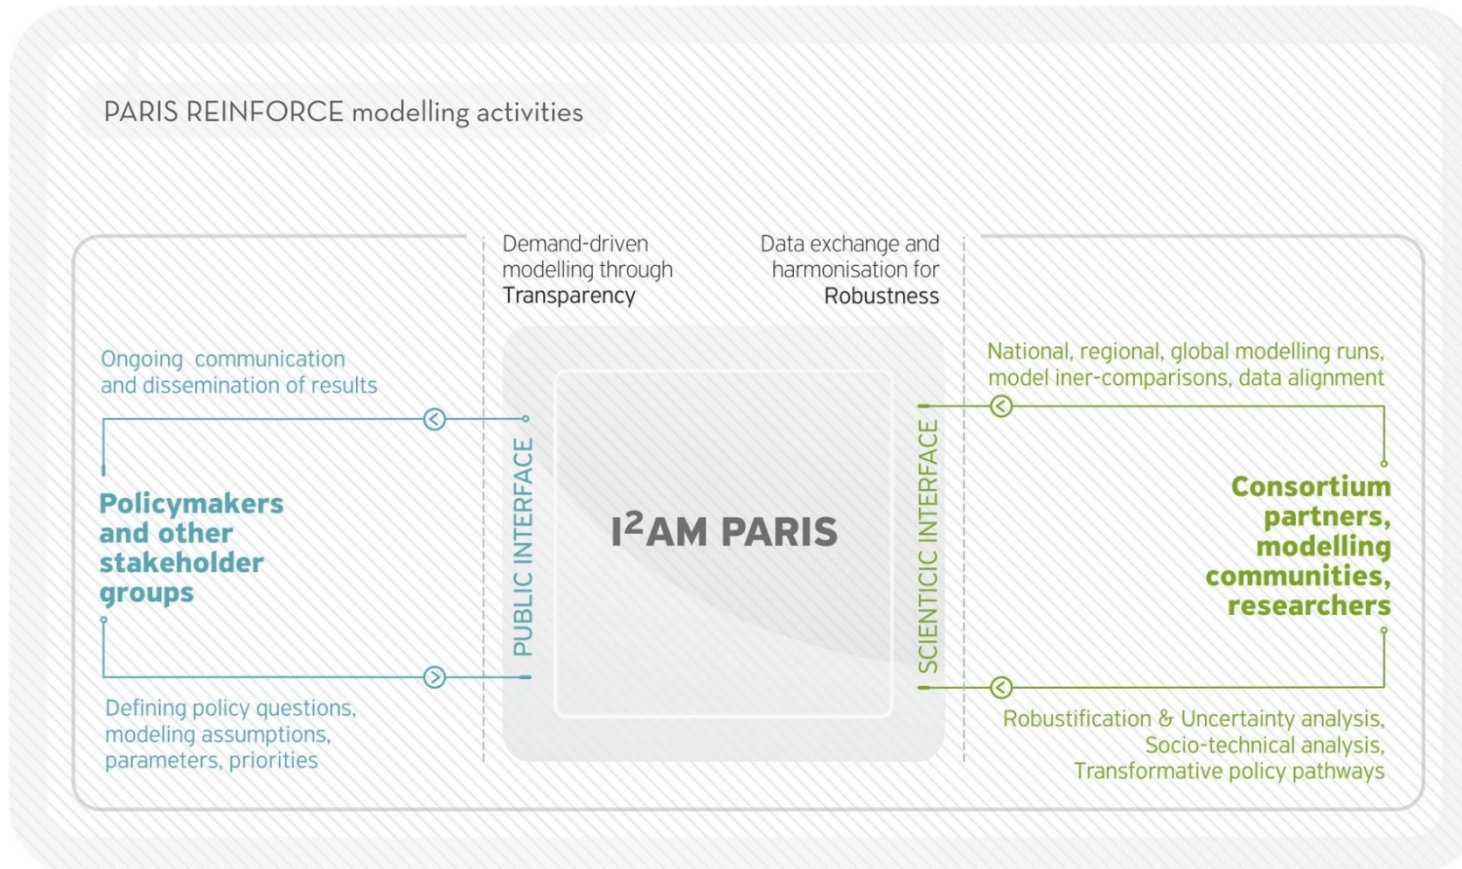 PARIS REINFORCE modelling activities
Demand-driven
modelling through
Transparency
Data exchange and
harmonisation for
Robustness
Ongoing communication
and dissemination of results
Policymakers
and other
stakeholder
groups
Defining policy questions,
modeling assumptions,
parameters, priorities
PUBLIC INTERFACE
I²AM PARIS
SCIENTICIC INTERFACE
National, regional, global modelling runs,
model iner-comparisons, data alignment
Consortium
partners,
modelling
communities,
researchers
Robustification & Uncertainty analysis,
Socio-technical analysis,
Transformative policy pathways